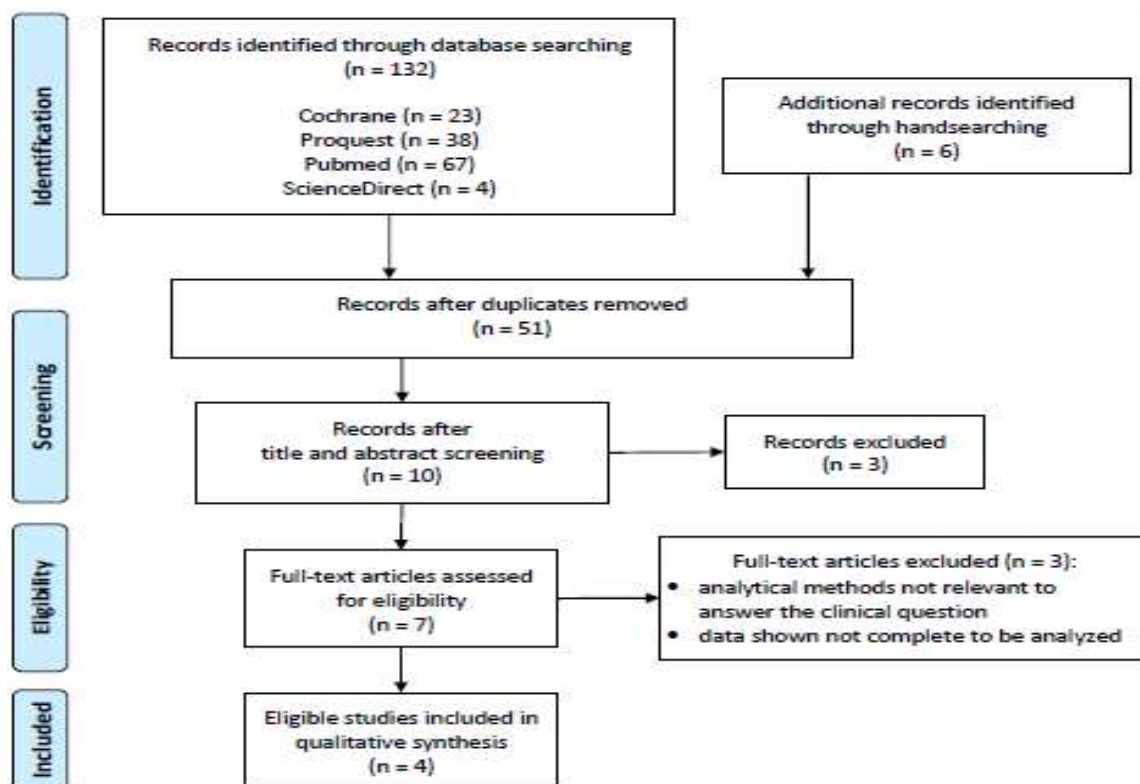 Identification
Records identified through database searching
(n = 132)
Cochrane (n = 23)
Proquest (n = 38)
Pubmed (n = 67)
ScienceDirect (n = 4)
Additional records identified
through handsearching
(n = 6)
Records after duplicates removed
(n = 51)
Screening
Records after
title and abstract screening
(n = 10)
Records excluded
(n = 3)
Eligibility
Full-text articles assessed
for eligibility
(n = 7)
Full-text articles excluded (n = 3):
• analytical methods not relevant to
answer the clinical question
• data shown not complete to be analyzed
Included
Eligible studies included in
qualitative synthesis
(n = 4)